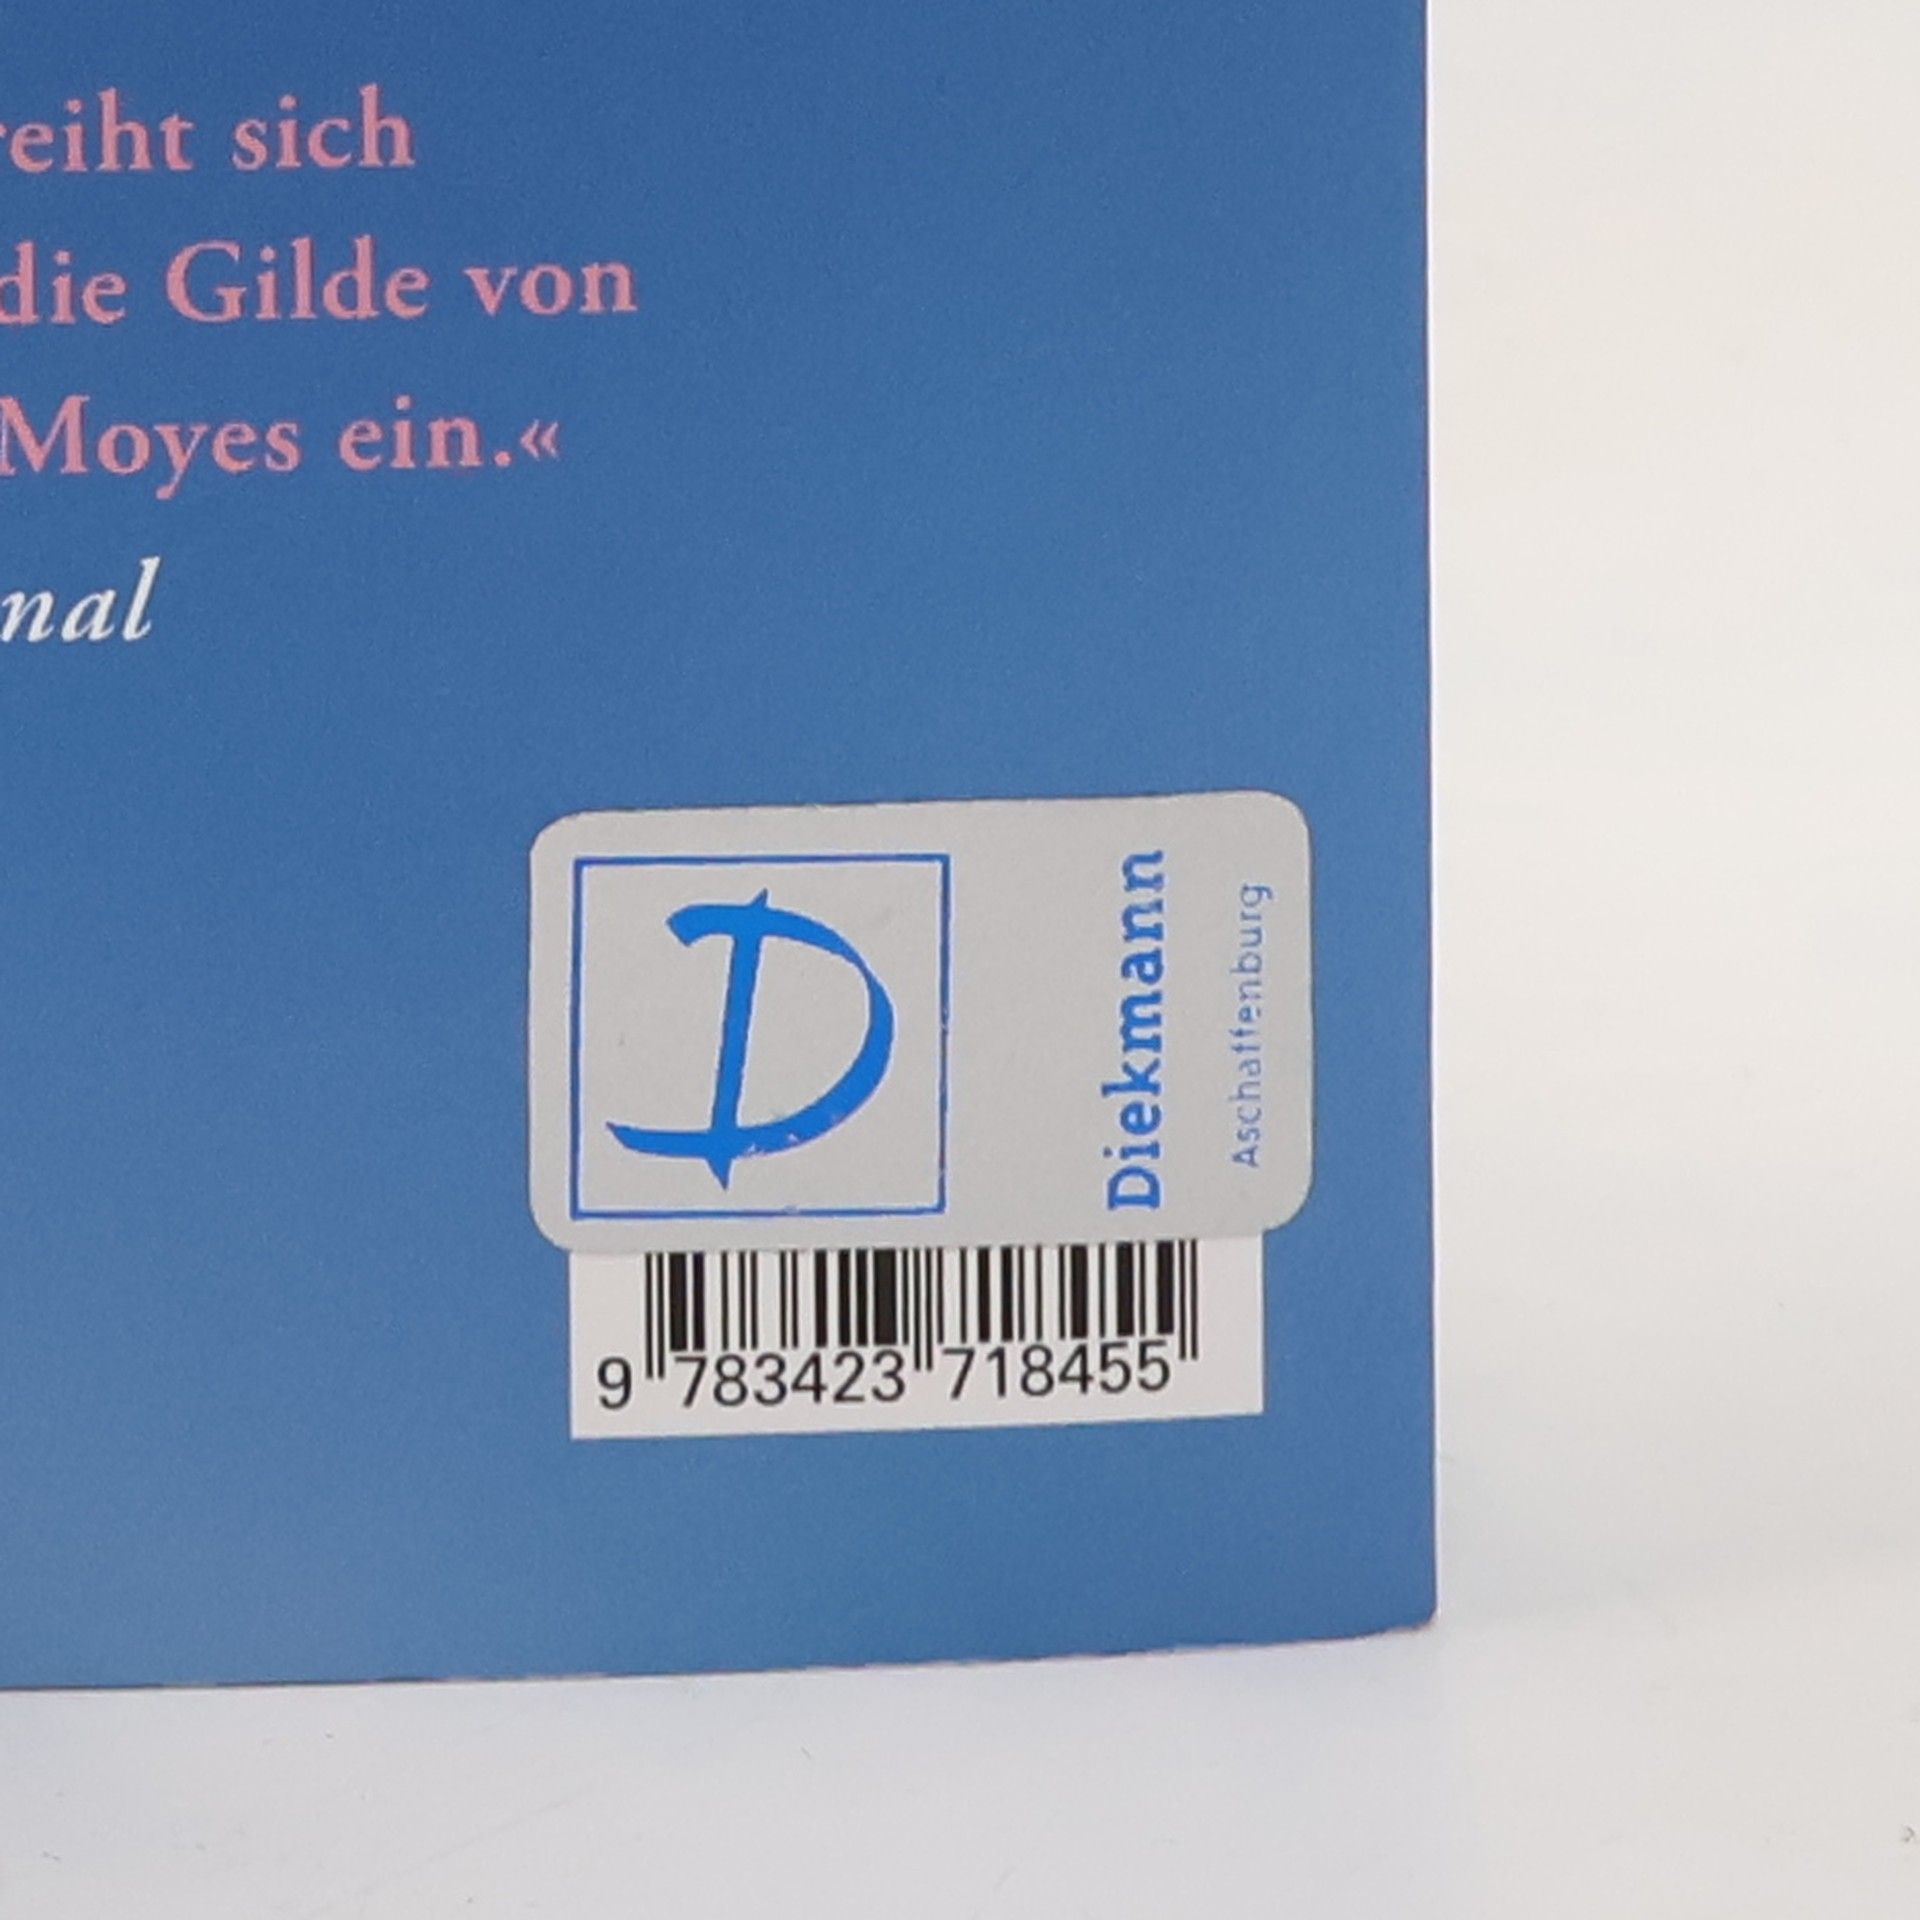 reiht sich
die Gilde von
Moyes ein.«
nal
D
Diekmann
Aschaffenburg
9 783423 718455